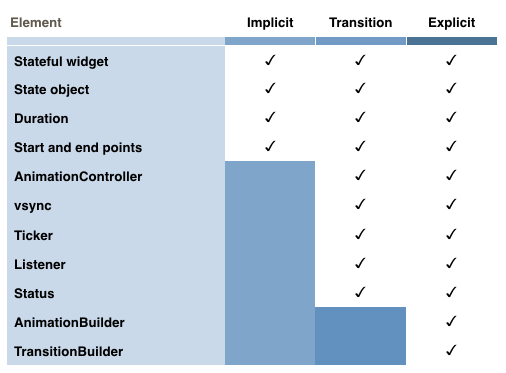 Element Implicit Transition Explicit
Stateful widget ✓ ✓ ✓
State object ✓ ✓ ✓
Duration ✓ ✓ ✓
Start and end points ✓ ✓ ✓
AnimationController ✓ ✓
vsync ✓ ✓
Ticker ✓ ✓
Listener ✓ ✓
Status ✓ ✓
AnimationBuilder ✓
TransitionBuilder ✓